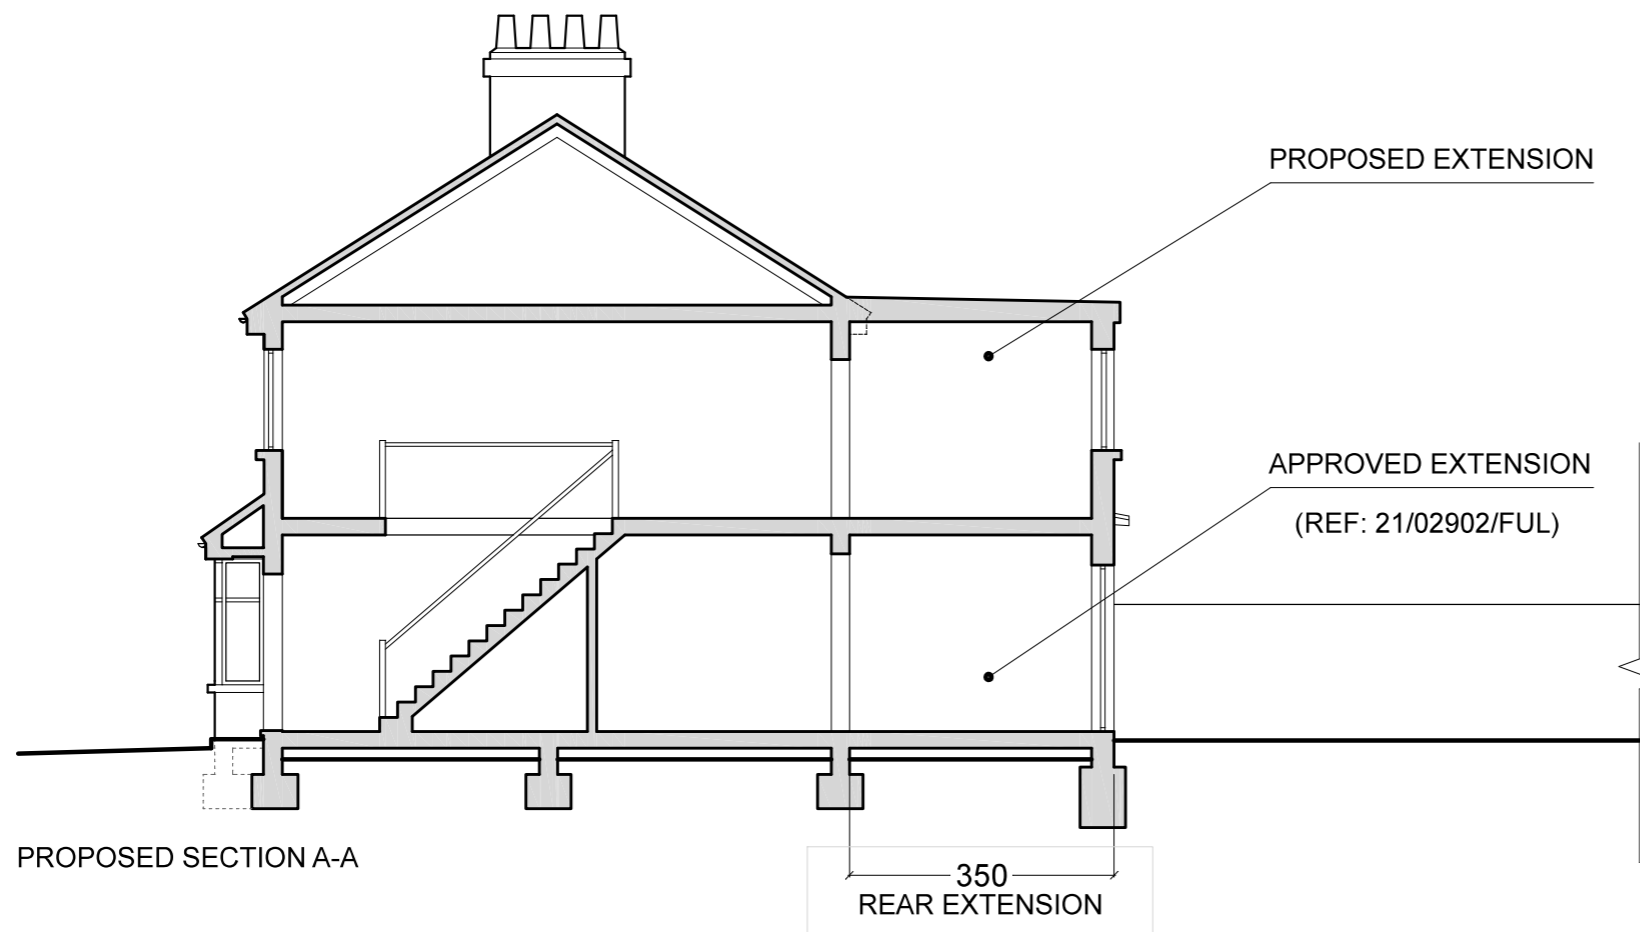 PROPOSED EXTENSION
APPROVED EXTENSION
(REF: 21/02902/FUL)
PROPOSED SECTION A-A
350
REAR EXTENSION